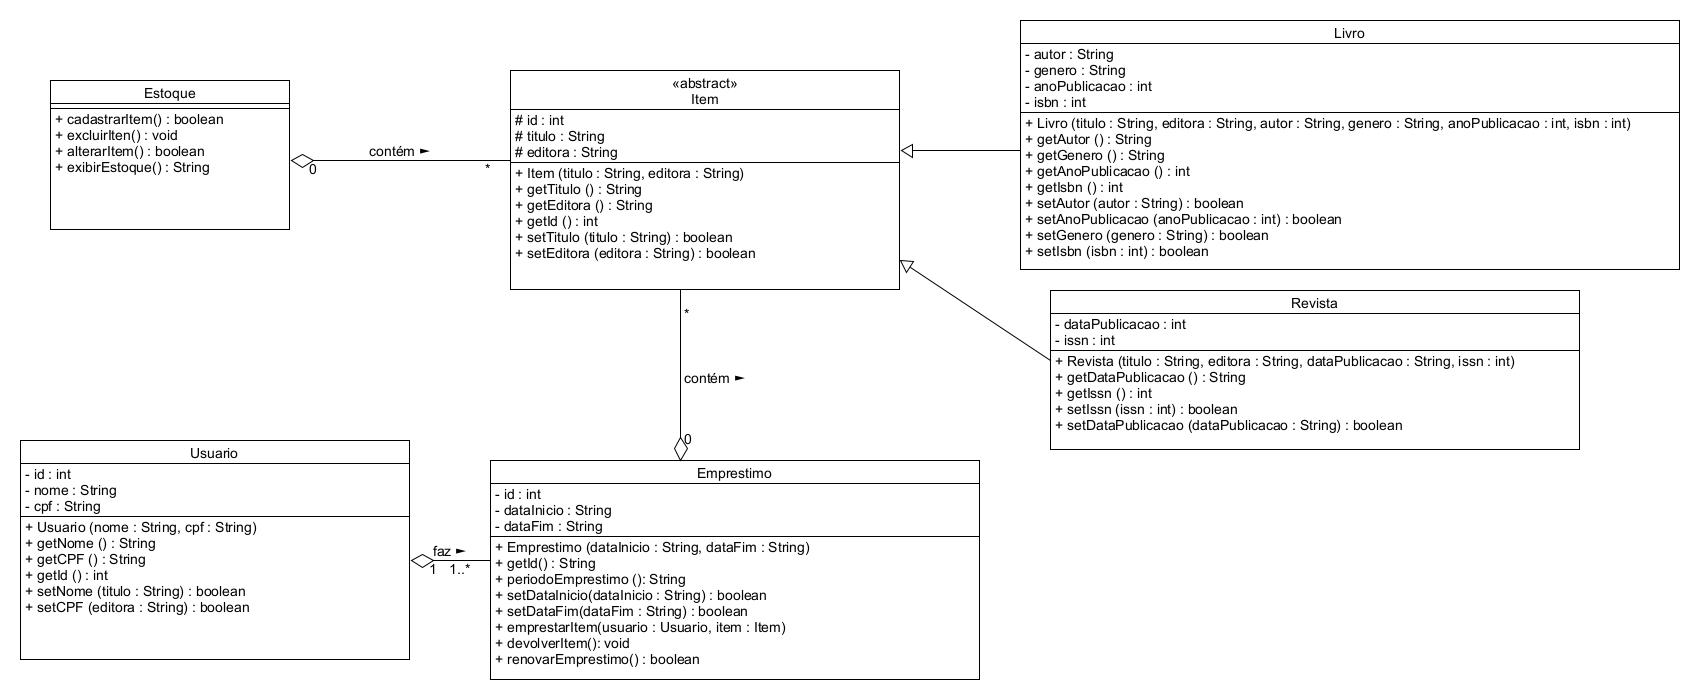 Estoque
+ cadastrarItem() : boolean
+ excluirIten() : void
+ alterarItem() : boolean
+ exibirEstoque() : String
contém ►
0
*
«abstract»
Item
# id : int
# titulo : String
# editora : String
+ Item (titulo : String, editora : String)
+ getTitulo () : String
+ getEditora () : String
+ getId () : int
+ setTitulo (titulo : String) : boolean
+ setEditora (editora : String) : boolean
Livro
- autor : String
- genero : String
- anoPublicacao : int
- isbn : int
+ Livro (titulo : String, editora : String, autor : String, genero : String, anoPublicacao : int, isbn : int)
+ getAutor () : String
+ getGenero () : String
+ getAnoPublicacao () : int
+ getIsbn () : int
+ setAutor (autor : String) : boolean
+ setAnoPublicacao (anoPublicacao : int) : boolean
+ setGenero (genero : String) : boolean
+ setIsbn (isbn : int) : boolean
Revista
- dataPublicacao : int
- issn : int
+ Revista (titulo : String, editora : String, dataPublicacao : String, issn : int)
+ getDataPublicacao () : String
+ getIssn () : int
+ setIssn (issn : int) : boolean
+ setDataPublicacao (dataPublicacao : String) : boolean
*
contém ►
0
Usuario
- id : int
- nome : String
- cpf : String
+ Usuario (nome : String, cpf : String)
+ getNome () : String
+ getCPF () : String
+ getId () : int
+ setNome (titulo : String) : boolean
+ setCPF (editora : String) : boolean
faz ►
1 1..*
Emprestimo
- id : int
- dataInicio : String
- dataFim : String
+ Emprestimo (dataInicio : String, dataFim : String)
+ getId() : String
+ periodoEmprestimo (): String
+ setDataInicio(dataInicio : String) : boolean
+ setDataFim(dataFim : String) : boolean
+ emprestarItem(usuario : Usuario, item : Item)
+ devolverItem(): void
+ renovarEmprestimo() : boolean